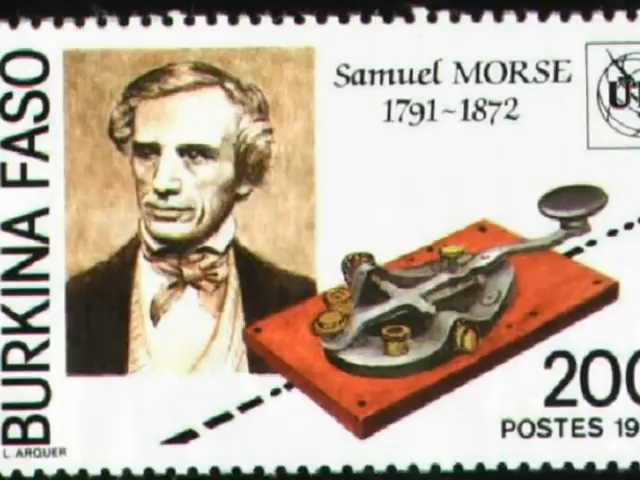 BURKINA FASO
Samuel MORSE
1791~1872
200
POSTES 19
L. ARQUER